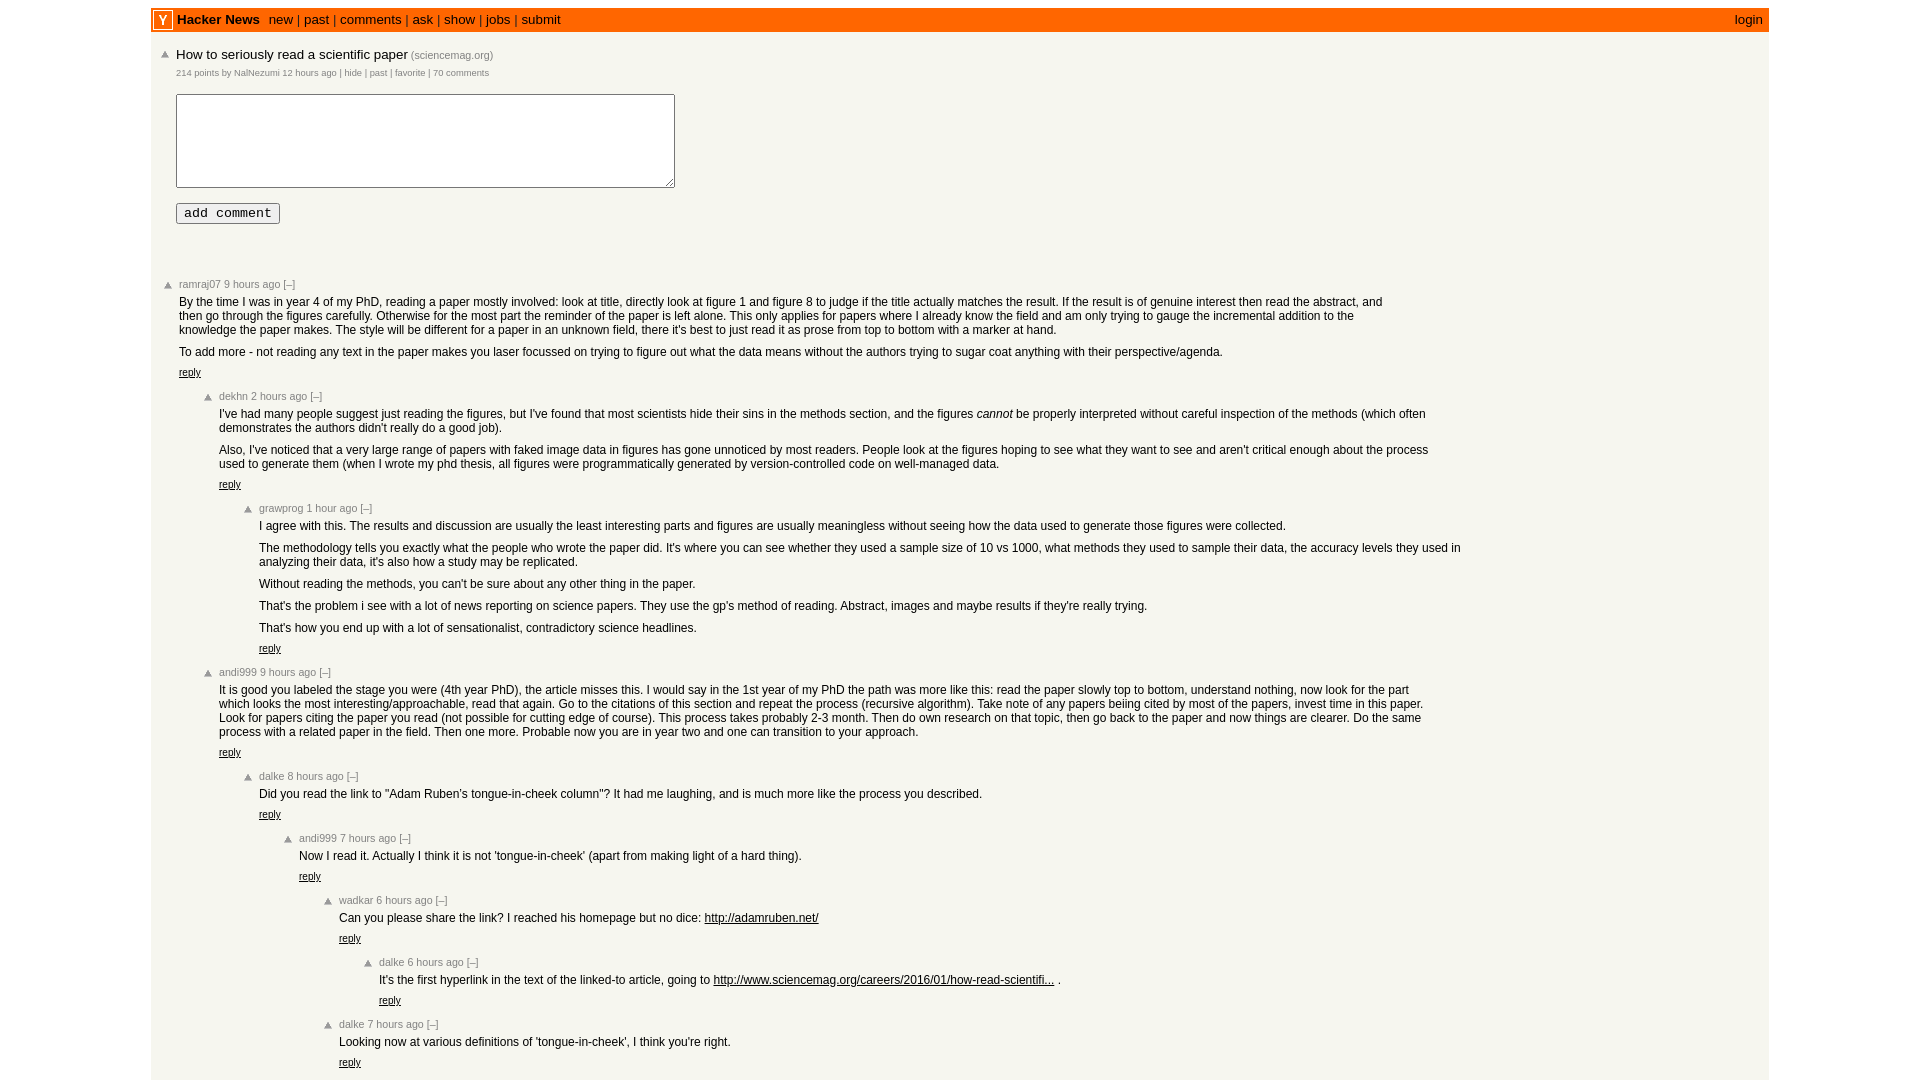 Y Hacker News new | past | comments | ask | show | jobs | submit login
How to seriously read a scientific paper (sciencemag.org)
214 points by NalNezumi 12 hours ago | hide | past | favorite | 70 comments
add comment
ramraj07 9 hours ago [–]
By the time I was in year 4 of my PhD, reading a paper mostly involved: look at title, directly look at figure 1 and figure 8 to judge if the title actually matches the result. If the result is of genuine interest then read the abstract, and
then go through the figures carefully. Otherwise for the most part the reminder of the paper is left alone. This only applies for papers where I already know the field and am only trying to gauge the incremental addition to the
knowledge the paper makes. The style will be different for a paper in an unknown field, there it's best to just read it as prose from top to bottom with a marker at hand.
To add more - not reading any text in the paper makes you laser focussed on trying to figure out what the data means without the authors trying to sugar coat anything with their perspective/agenda.
reply
dekhn 2 hours ago [–]
I've had many people suggest just reading the figures, but I've found that most scientists hide their sins in the methods section, and the figures cannot be properly interpreted without careful inspection of the methods (which often
demonstrates the authors didn't really do a good job).
Also, I've noticed that a very large range of papers with faked image data in figures has gone unnoticed by most readers. People look at the figures hoping to see what they want to see and aren't critical enough about the process
used to generate them (when I wrote my phd thesis, all figures were programmatically generated by version-controlled code on well-managed data.
reply
grawprog 1 hour ago [–]
I agree with this. The results and discussion are usually the least interesting parts and figures are usually meaningless without seeing how the data used to generate those figures were collected.
The methodology tells you exactly what the people who wrote the paper did. It's where you can see whether they used a sample size of 10 vs 1000, what methods they used to sample their data, the accuracy levels they used in
analyzing their data, it's also how a study may be replicated.
Without reading the methods, you can't be sure about any other thing in the paper.
That's the problem i see with a lot of news reporting on science papers. They use the gp's method of reading. Abstract, images and maybe results if they're really trying.
That's how you end up with a lot of sensationalist, contradictory science headlines.
reply
andi999 9 hours ago [–]
It is good you labeled the stage you were (4th year PhD), the article misses this. I would say in the 1st year of my PhD the path was more like this: read the paper slowly top to bottom, understand nothing, now look for the part
which looks the most interesting/approachable, read that again. Go to the citations of this section and repeat the process (recursive algorithm). Take note of any papers beiing cited by most of the papers, invest time in this paper.
Look for papers citing the paper you read (not possible for cutting edge of course). This process takes probably 2-3 month. Then do own research on that topic, then go back to the paper and now things are clearer. Do the same
process with a related paper in the field. Then one more. Probable now you are in year two and one can transition to your approach.
reply
dalke 8 hours ago [–]
Did you read the link to "Adam Ruben's tongue-in-cheek column"? It had me laughing, and is much more like the process you described.
reply
andi999 7 hours ago [–]
Now I read it. Actually I think it is not 'tongue-in-cheek' (apart from making light of a hard thing).
reply
wadkar 6 hours ago [–]
Can you please share the link? I reached his homepage but no dice: http://adamruben.net/
reply
dalke 6 hours ago [–]
It's the first hyperlink in the text of the linked-to article, going to http://www.sciencemag.org/careers/2016/01/how-read-scientifi... .
reply
dalke 7 hours ago [–]
Looking now at various definitions of 'tongue-in-cheek', I think you're right.
reply